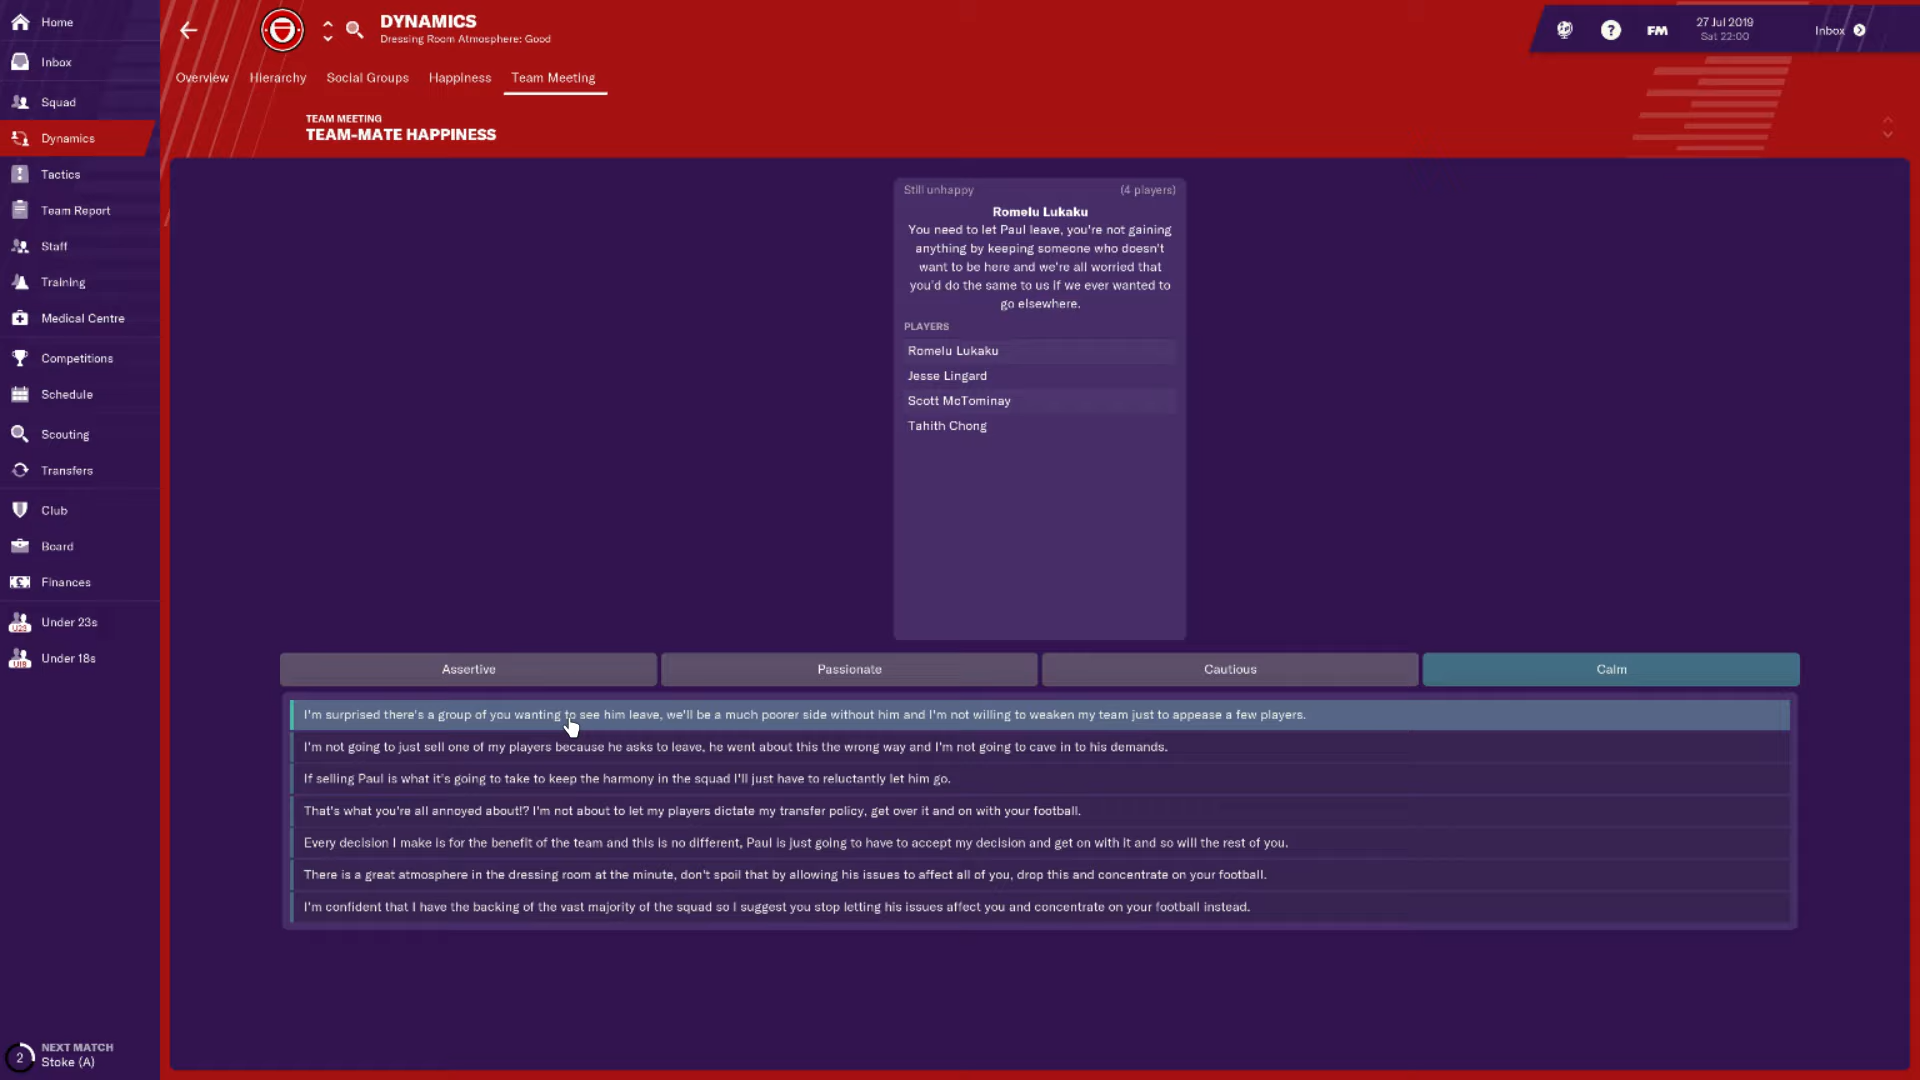 Home
Inbox
Squad
Dynamics
Tactics
Team Report
Staff
Training
Medical Centre
Competitions
Schedule
Scouting
Transfers
Club
Board
Finances
Under 23s
Under 18s
2
NEXT MATCH
Stoke (A)
DYNAMICS
Dressing Room Atmosphere: Good
FM
27 Jul 2019
Sat 22:00
Inbox
Overview Hierarchy Social Groups Happiness Team Meeting
TEAM MEETING
TEAM-MATE HAPPINESS
Still unhappy (4 players)
Romelu Lukaku
You need to let Paul leave, you're not gaining
anything by keeping someone who doesn't
want to be here and we're all worried that
you'd do the same to us if we ever wanted to
go elsewhere.
PLAYERS
Romelu Lukaku
Jesse Lingard
Scott McTominay
Tahith Chong
Assertive Passionate Cautious Calm
I'm surprised there's a group of you wanting to see him leave, we'll be a much poorer side without him and I'm not willing to weaken my team just to appease a few players.
I'm not going to just sell one of my players because he asks to leave, he went about this the wrong way and I'm not going to cave in to his demands.
If selling Paul is what it's going to take to keep the harmony in the squad I'll just have to reluctantly let him go.
That's what you're all annoyed about!? I'm not about to let my players dictate my transfer policy, get over it and on with your football.
Every decision I make is for the benefit of the team and this is no different, Paul is just going to have to accept my decision and get on with it and so will the rest of you.
There is a great atmosphere in the dressing room at the minute, don't spoil that by allowing his issues to affect all of you, drop this and concentrate on your football.
I'm confident that I have the backing of the vast majority of the squad so I suggest you stop letting his issues affect you and concentrate on your football instead.